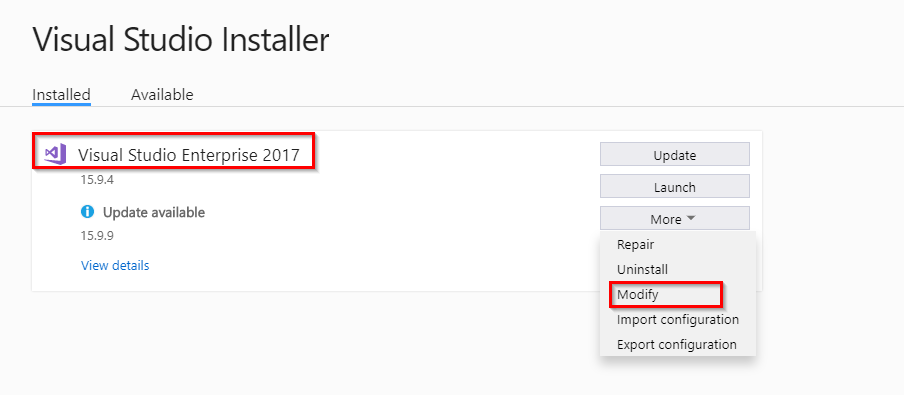 Visual Studio Installer
Installed Available
Visual Studio Enterprise 2017
15.9.4
Update available
15.9.9
View details
Update
Launch
More
Repair
Uninstall
Modify
Import configuration
Export configuration